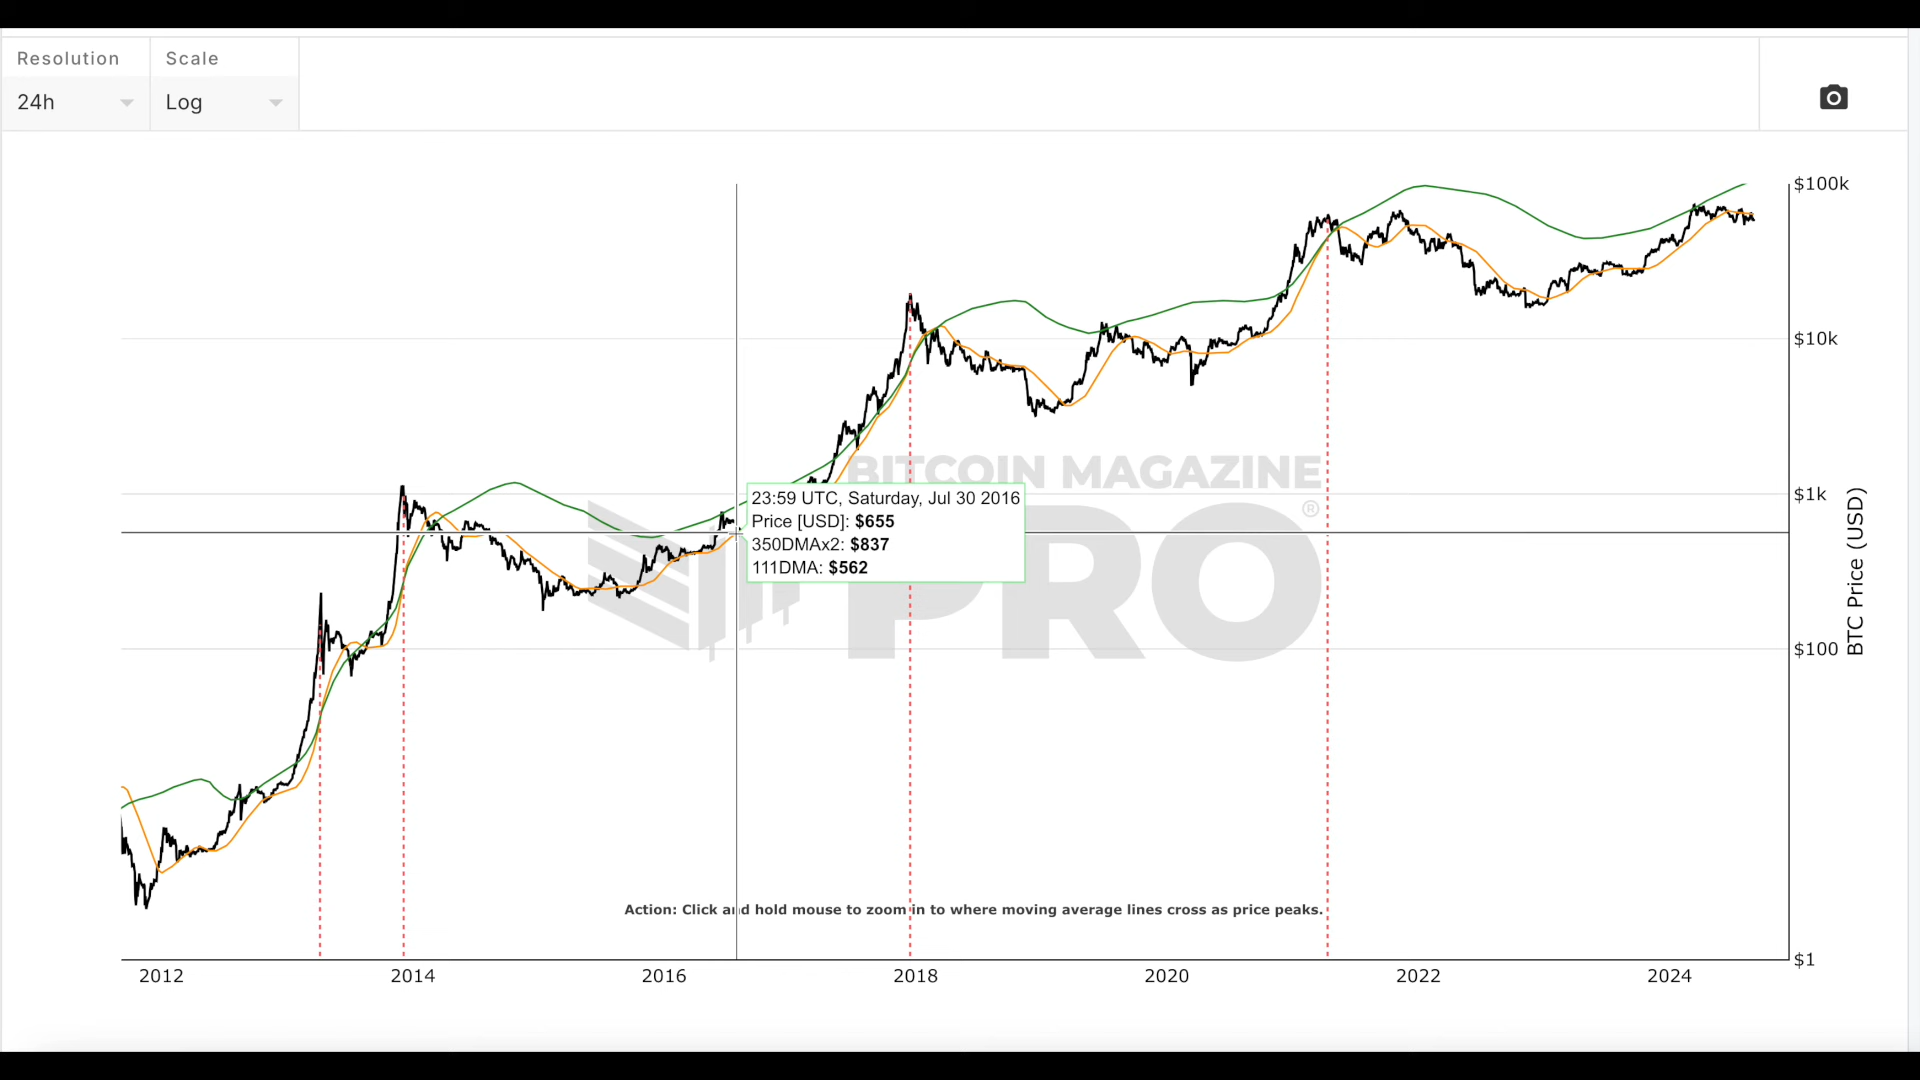 Resolution
Scale
24h
Log
$100k
$10k
BITCOIN MAGAZINE
PRO®
23:59 UTC, Saturday, Jul 30 2016
Price [USD]: $655
350DMAx2: $837
111DMA: $562
$1k
$100
BTC Price (USD)
Action: Click and hold mouse to zoom in to where moving average lines cross as price peaks.
$1
2012 2014 2016 2018 2020 2022 2024